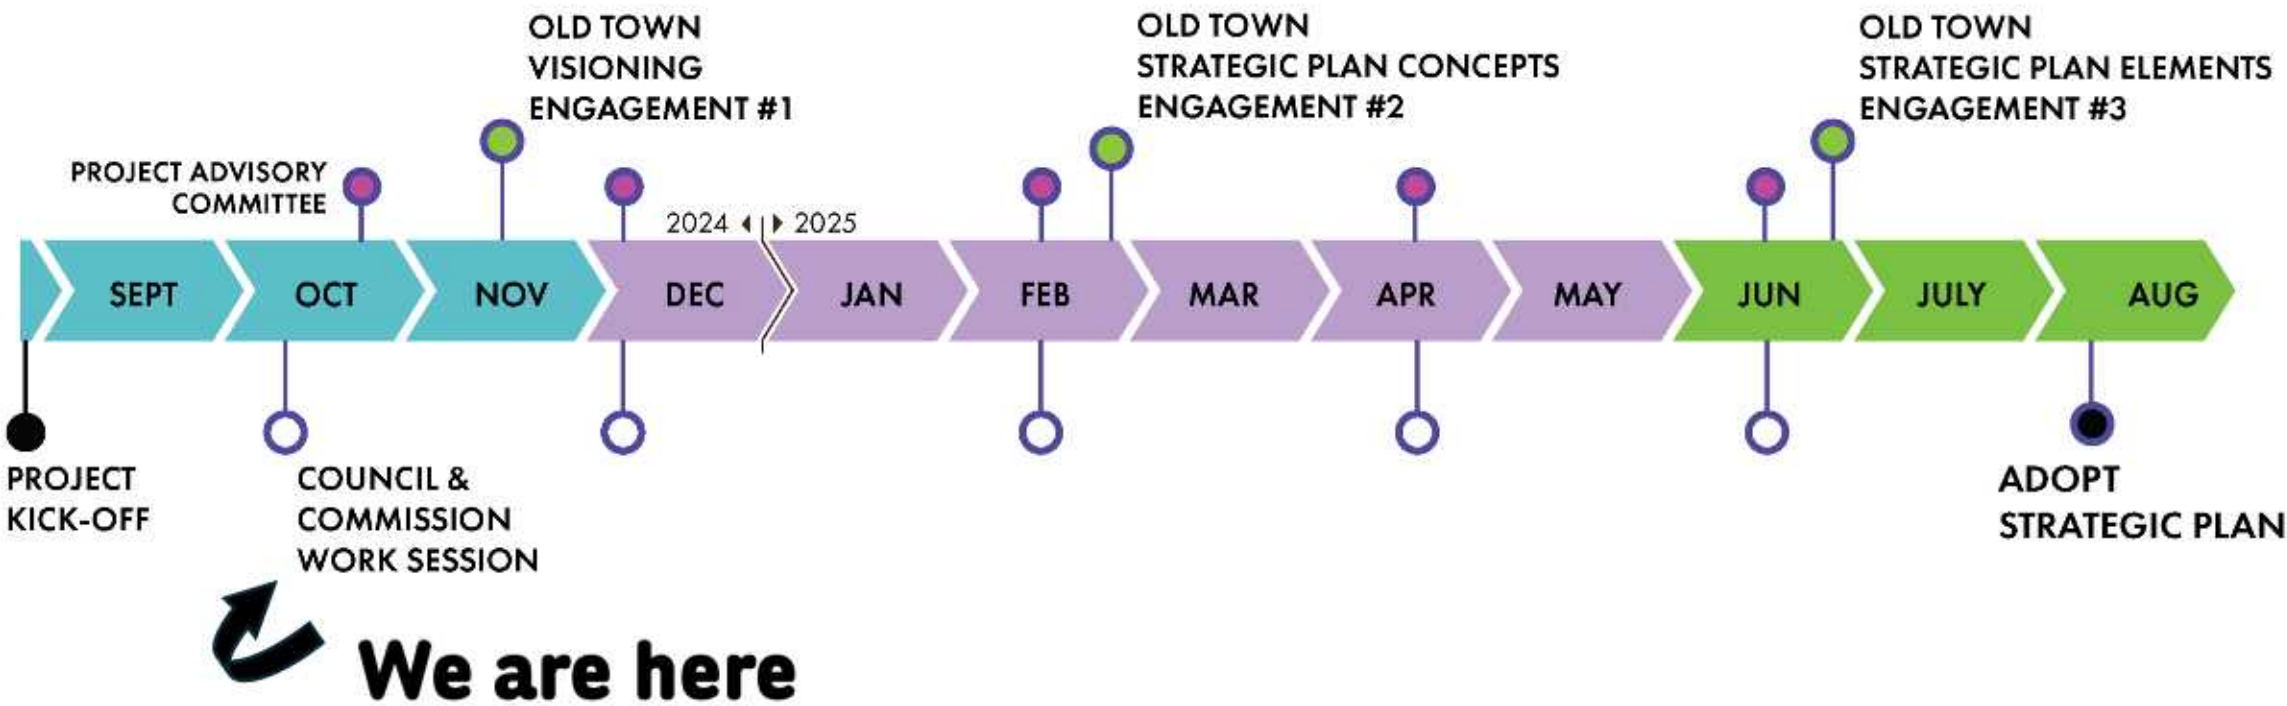 OLD TOWN
VISIONING
ENGAGEMENT #1
OLD TOWN
STRATEGIC PLAN CONCEPTS
ENGAGEMENT #2
OLD TOWN
STRATEGIC PLAN ELEMENTS
ENGAGEMENT #3
PROJECT ADVISORY
COMMITTEE
2024 2025
SEPT OCT NOV DEC JAN FEB MAR APR MAY JUN JULY AUG
PROJECT
KICK-OFF
COUNCIL &
COMMISSION
WORK SESSION
ADOPT
STRATEGIC PLAN
We are here